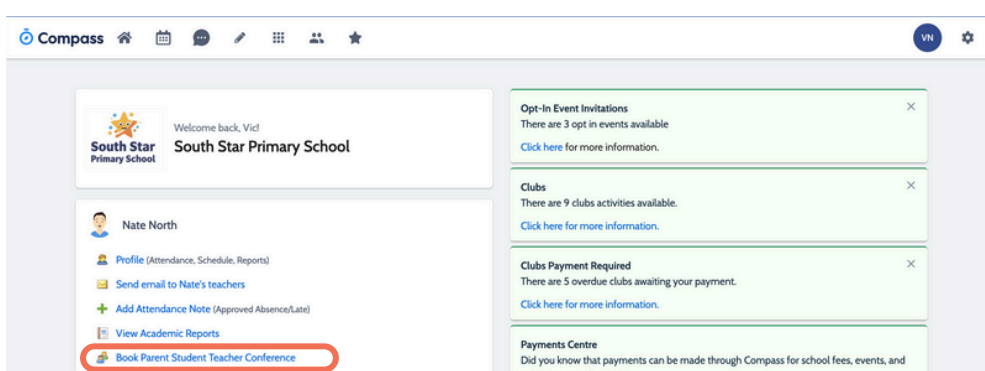 Compass
VN
South Star
Primary School
Welcome back, Vic!
South Star Primary School
Nate North
Profile (Attendance, Schedule, Reports)
Send email to Nate's teachers
Add Attendance Note (Approved Absence/Late)
View Academic Reports
Book Parent Student Teacher Conference
Opt-In Event Invitations
There are 3 opt in events available
Click here for more information.
Clubs
There are 9 clubs activities available.
Click here for more information.
Clubs Payment Required
There are 5 overdue clubs awaiting your payment.
Click here for more information.
Payments Centre
Did you know that payments can be made through Compass for school fees, events, and